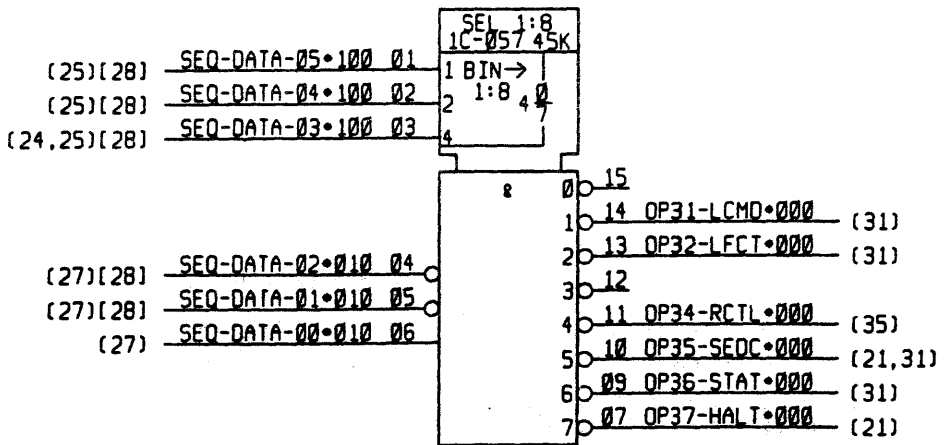 SEL 1:8
1C-057 45K
(25)[28] SEQ-DATA-05•100 01
1 BIN→
(25)[28] SEQ-DATA-04•100 02
2 1:8 4 0
7
(24,25)[28] SEQ-DATA-03•100 03
4
&
0 15
1 14 OP31-LCMD•000 (31)
2 13 OP32-LFCT•000 (31)
(27)[28] SEQ-DATA-02•010 04
3 12
(27)[28] SEQ-DATA-01•010 05
4 11 OP34-RCTL•000 (35)
(27) SEQ-DATA-00•010 06
5 10 OP35-SEDC•000 (21,31)
6 09 OP36-STAT•000 (31)
7 07 OP37-HALT•000 (21)